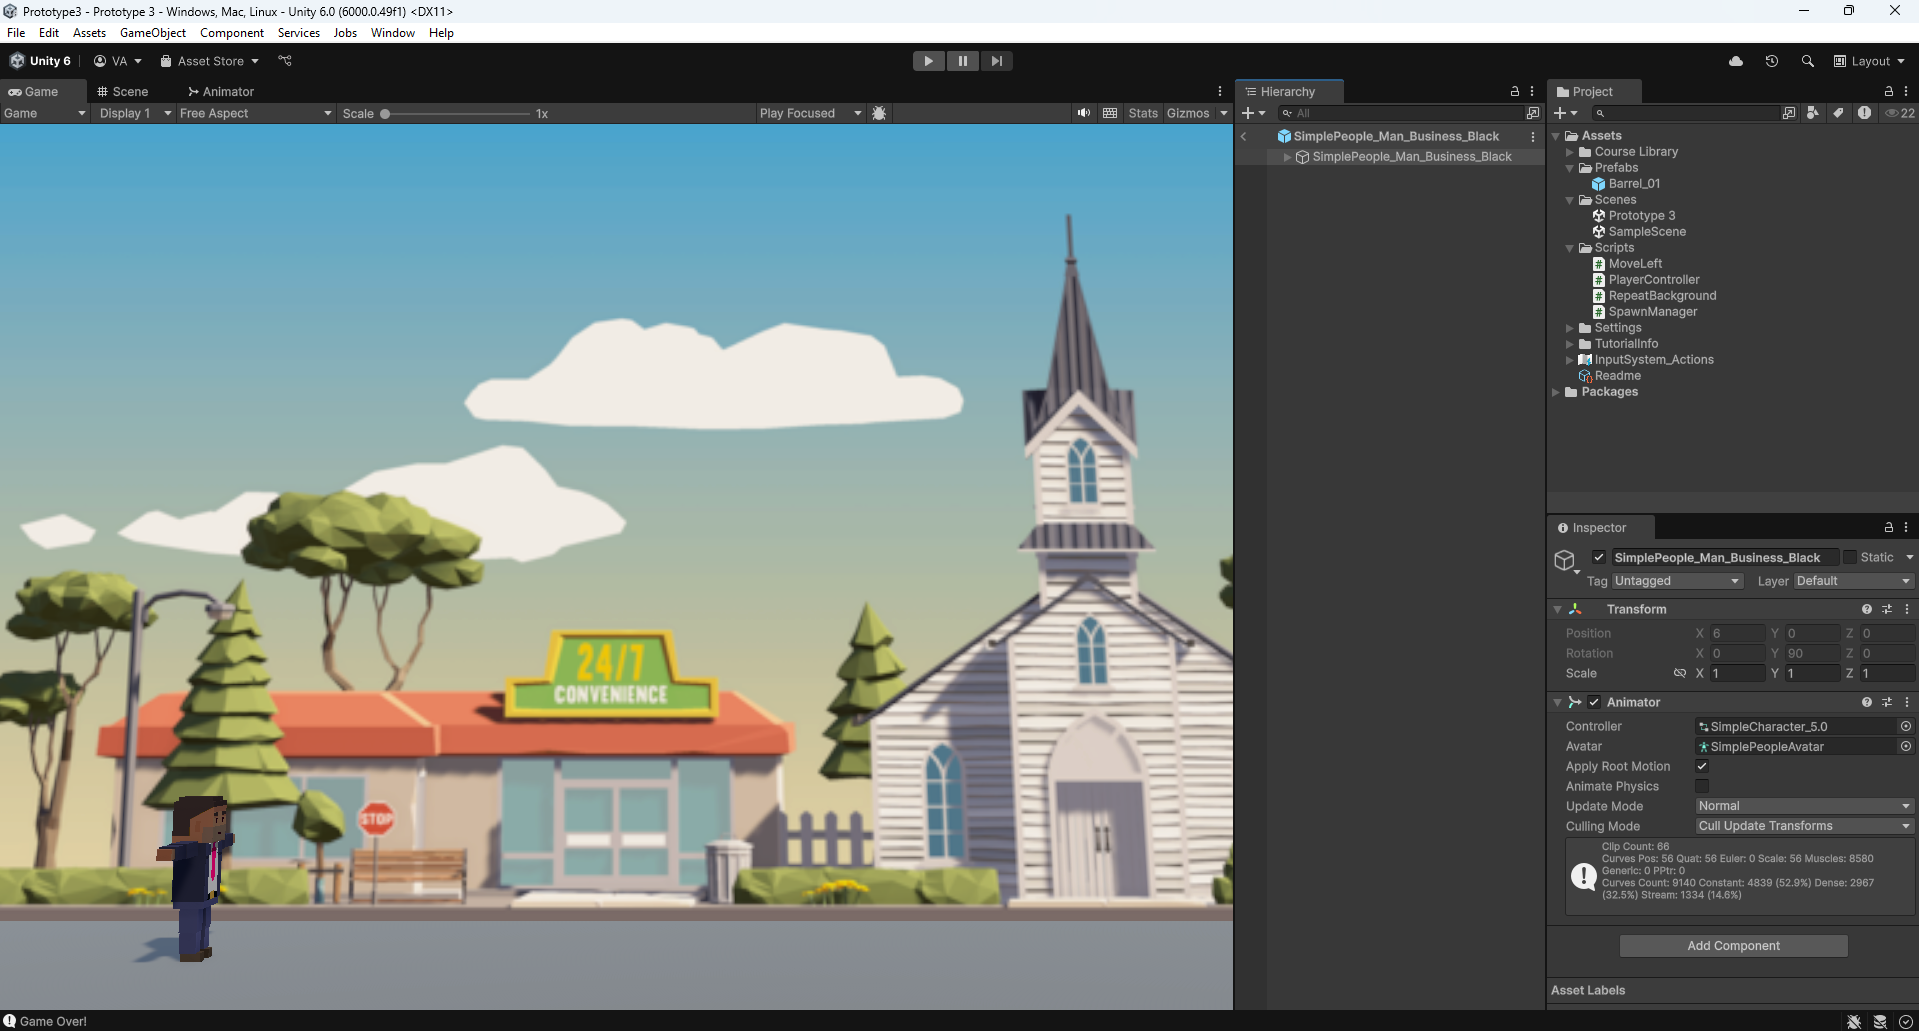 Prototype3 - Prototype 3 - Windows, Mac, Linux - Unity 6.0 (6000.0.49f1) <DX11>
File Edit Assets GameObject Component Services Jobs Window Help
Unity 6 VA Asset Store Layout
Game Scene Animator
Game Display 1 Free Aspect Scale 1x Play Focused Stats Gizmos
24/7
CONVENIENCE
STOP
Hierarchy
All
SimplePeople_Man_Business_Black
SimplePeople_Man_Business_Black
Project
22
Assets
Course Library
Prefabs
Barrel_01
Scenes
Prototype 3
SampleScene
Scripts
MoveLeft
PlayerController
RepeatBackground
SpawnManager
Settings
TutorialInfo
InputSystem_Actions
Readme
Packages
Inspector
SimplePeople_Man_Business_Black Static
Tag Untagged Layer Default
Transform
Position X 6 Y 0 Z 0
Rotation X 0 Y 90 Z 0
Scale X 1 Y 1 Z 1
Animator
Controller SimpleCharacter_5.0
Avatar SimplePeopleAvatar
Apply Root Motion
Animate Physics
Update Mode Normal
Culling Mode Cull Update Transforms
Clip Count: 66
Curves Pos: 56 Quat: 56 Euler: 0 Scale: 56 Muscles: 8580
Generic: 0 PPtr: 0
Curves Count: 9140 Constant: 4839 (52.9%) Dense: 2967
(32.5%) Stream: 1334 (14.6%)
Add Component
Asset Labels
Game Over!